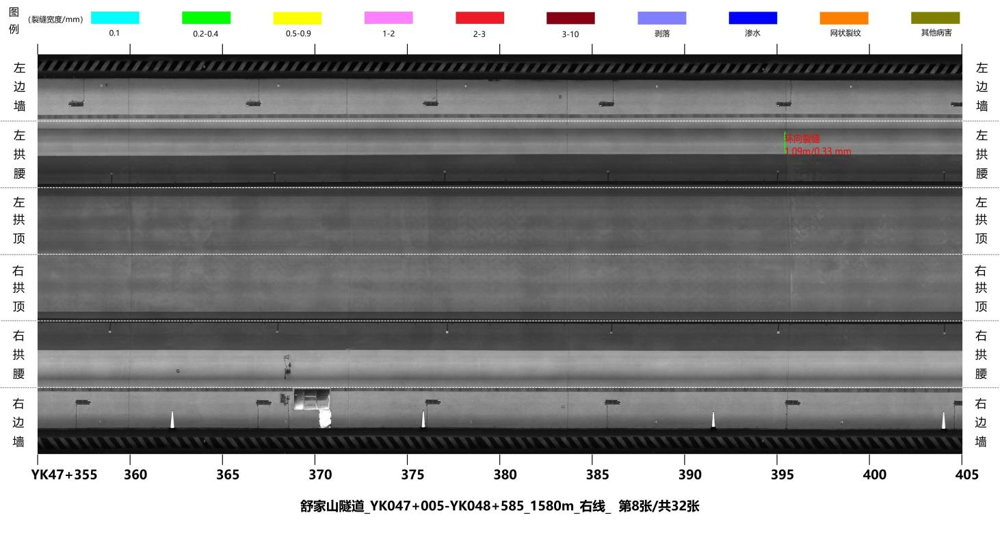 图例
(裂缝宽度/mm)
0.1
0.2-0.4
0.5-0.9
1-2
2-3
3-10
剥落
渗水
网状裂纹
其他病害
左边墙
左边墙
左拱腰
环向裂缝
1.09m/0.33 mm
左拱腰
左拱顶
左拱顶
右拱顶
右拱顶
右拱腰
右拱腰
右边墙
右边墙
YK47+355
360
365
370
375
380
385
390
395
400
405
舒家山隧道_YK047+005-YK048+585_1580m_右线_ 第8张/共32张